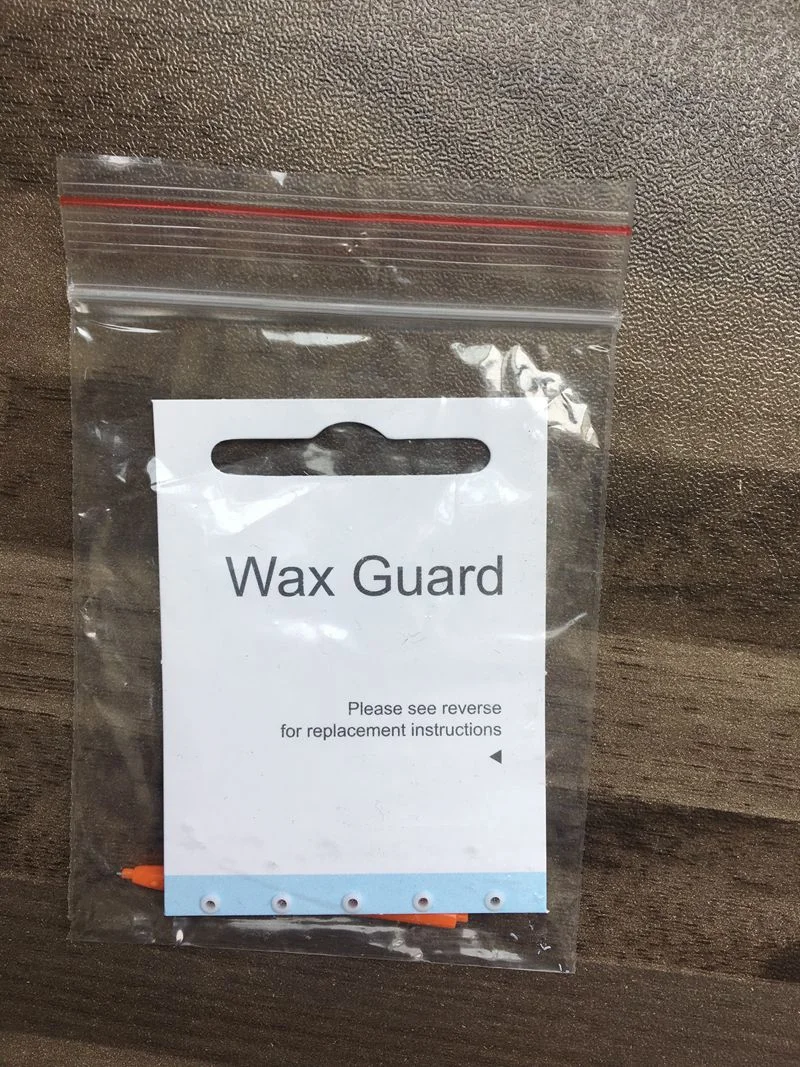 Wax Guard
Please see reverse
for replacement instructions